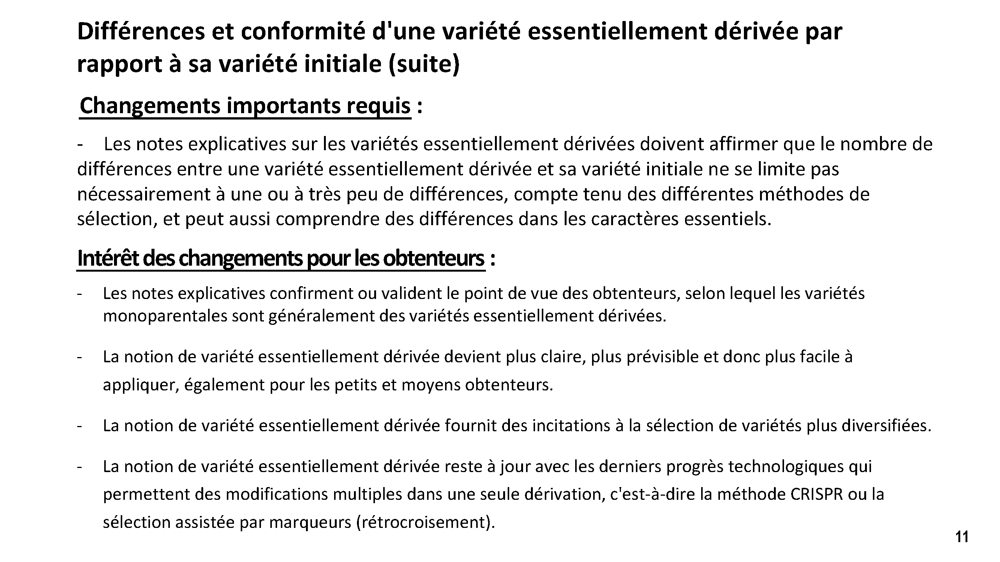 Différences et conformité d'une variété essentiellement dérivée par
rapport à sa variété initiale (suite)
Changements importants requis :
- Les notes explicatives sur les variétés essentiellement dérivées doivent affirmer que le nombre de
différences entre une variété essentiellement dérivée et sa variété initiale ne se limite pas
nécessairement à une ou à très peu de différences, compte tenu des différentes méthodes de
sélection, et peut aussi comprendre des différences dans les caractères essentiels.
Intérêt des changements pour les obtenteurs :
- Les notes explicatives confirment ou valident le point de vue des obtenteurs, selon lequel les variétés
monoparentales sont généralement des variétés essentiellement dérivées.
- La notion de variété essentiellement dérivée devient plus claire, plus prévisible et donc plus facile à
appliquer, également pour les petits et moyens obtenteurs.
- La notion de variété essentiellement dérivée fournit des incitations à la sélection de variétés plus diversifiées.
- La notion de variété essentiellement dérivée reste à jour avec les derniers progrès technologiques qui
permettent des modifications multiples dans une seule dérivation, c'est-à-dire la méthode CRISPR ou la
sélection assistée par marqueurs (rétrocroisement).
11